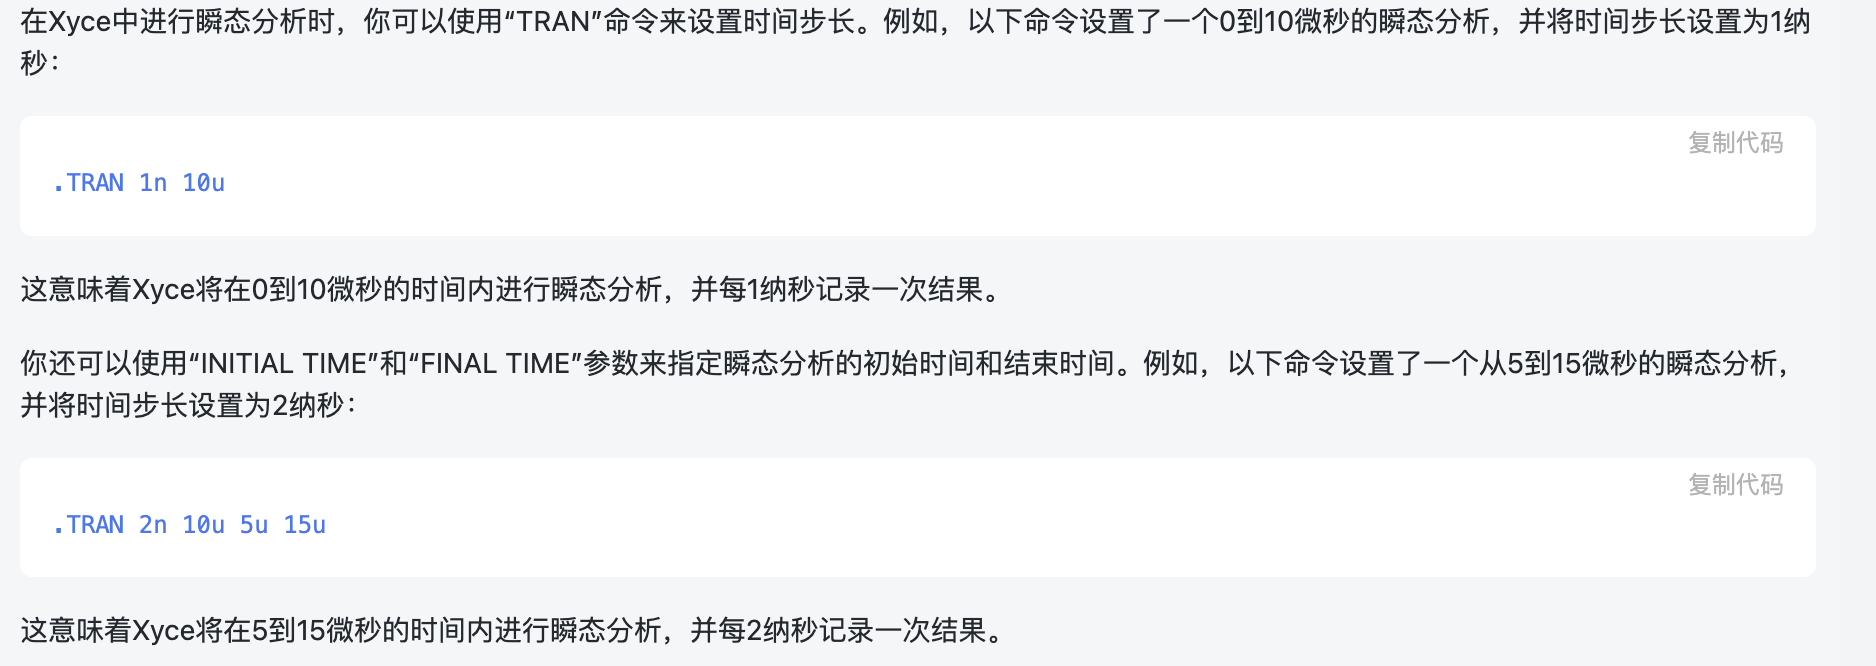 在Xyce中进行瞬态分析时，你可以使用“TRAN”命令来设置时间步长。例如，以下命令设置了一个0到10微秒的瞬态分析，并将时间步长设置为1纳
秒：
复制代码
.TRAN 1n 10u
这意味着Xyce将在0到10微秒的时间内进行瞬态分析，并每1纳秒记录一次结果。
你还可以使用“INITIAL TIME”和“FINAL TIME”参数来指定瞬态分析的初始时间和结束时间。例如，以下命令设置了一个从5到15微秒的瞬态分析，
并将时间步长设置为2纳秒：
复制代码
.TRAN 2n 10u 5u 15u
这意味着Xyce将在5到15微秒的时间内进行瞬态分析，并每2纳秒记录一次结果。